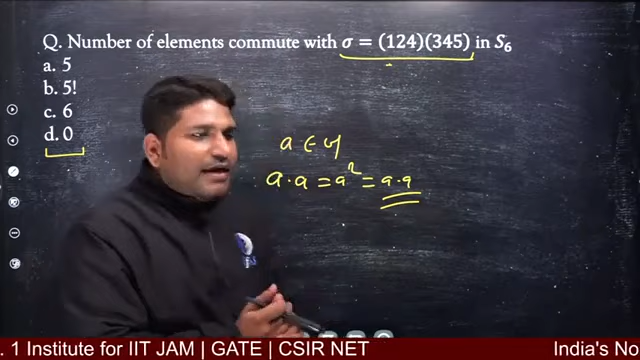 Q. Number of elements commute with σ = (124)(345) in S₆
a. 5
b. 5!
c. 6
d. 0
a ∈ G
a · a = a² = a · a
. 1 Institute for IIT JAM | GATE | CSIR NET
India's No